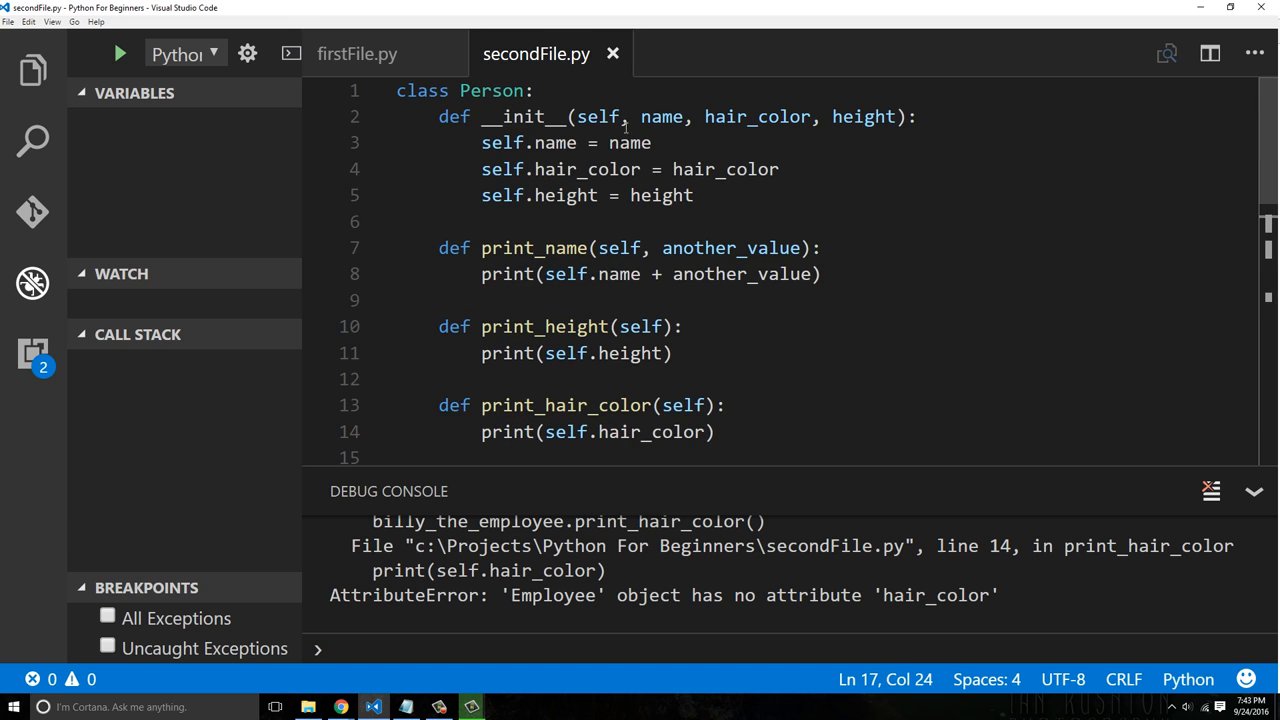 secondFile.py - Python For Beginners - Visual Studio Code
File Edit View Go Help
firstFile.py secondFile.py
VARIABLES
WATCH
CALL STACK
2
BREAKPOINTS
All Exceptions
Uncaught Exceptions
1 class Person:
2 def __init__(self, name, hair_color, height):
3 self.name = name
4 self.hair_color = hair_color
5 self.height = height
6
7 def print_name(self, another_value):
8 print(self.name + another_value)
9
10 def print_height(self):
11 print(self.height)
12
13 def print_hair_color(self):
14 print(self.hair_color)
15
DEBUG CONSOLE
billy_the_employee.print_hair_color()
File "c:\Projects\Python For Beginners\secondFile.py", line 14, in print_hair_color
print(self.hair_color)
AttributeError: 'Employee' object has no attribute 'hair_color'
0 0 Ln 17, Col 24 Spaces: 4 UTF-8 CRLF Python
I'm Cortana. Ask me anything.
7:43 PM
9/24/2016